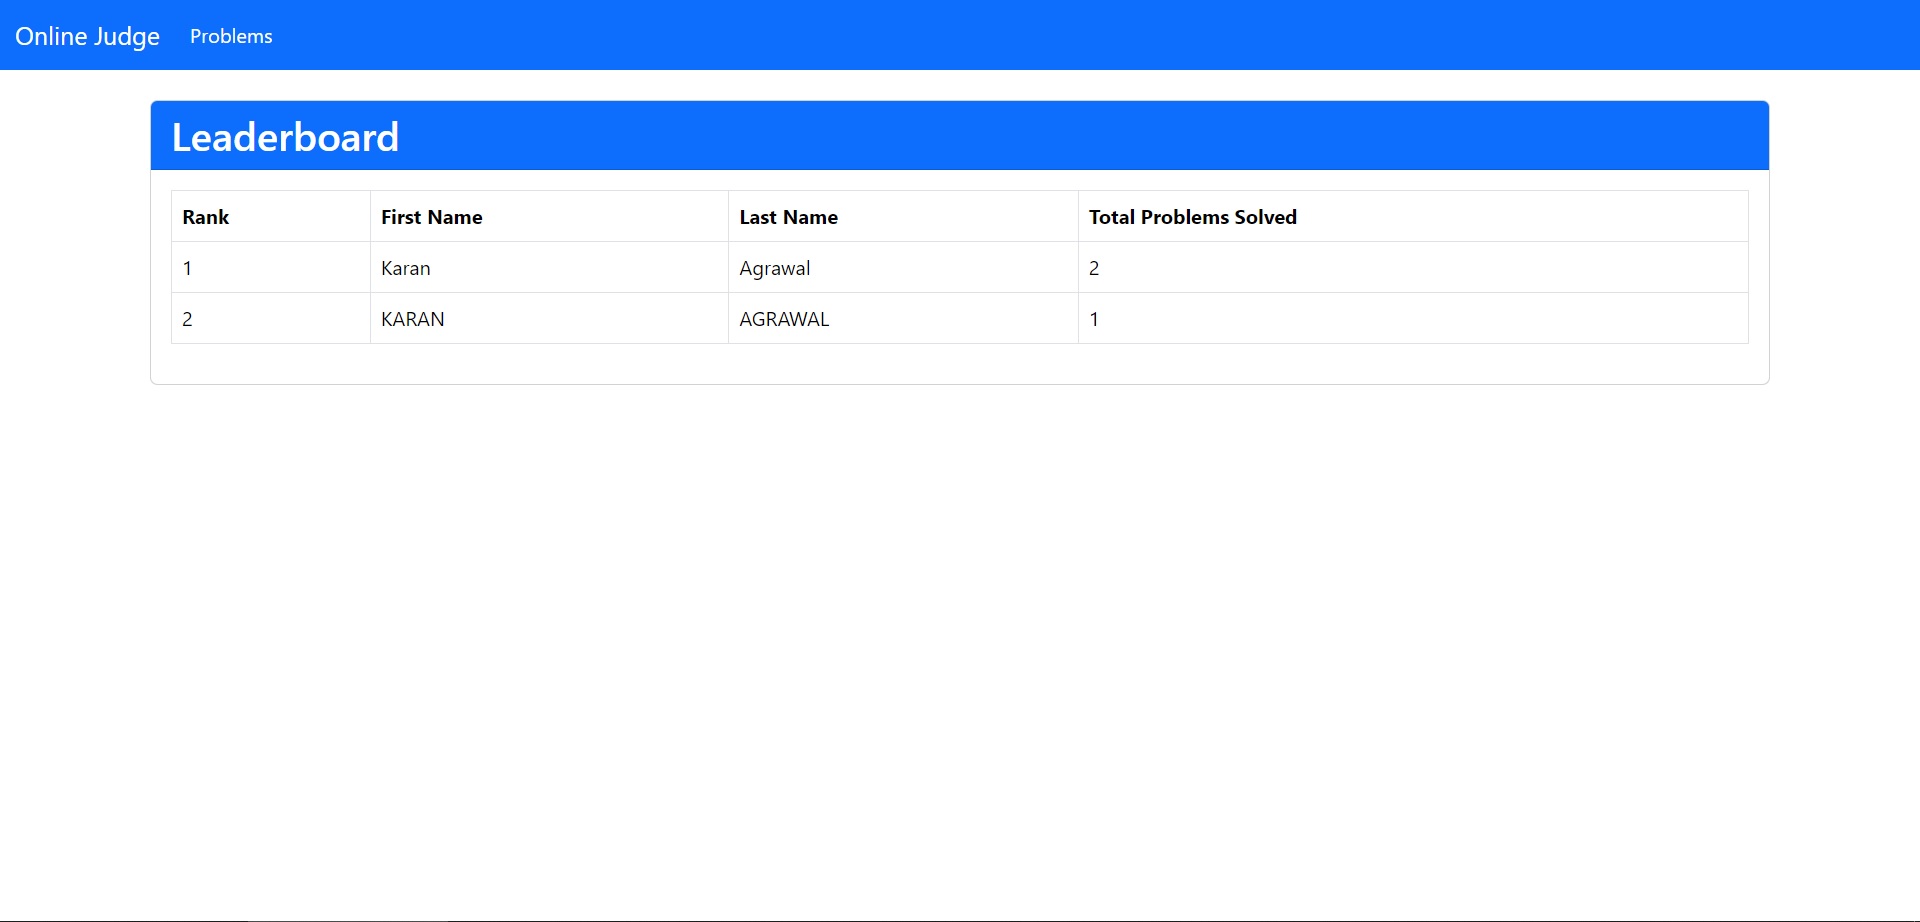 Online Judge Problems
Leaderboard
Rank First Name Last Name Total Problems Solved
1 Karan Agrawal 2
2 KARAN AGRAWAL 1